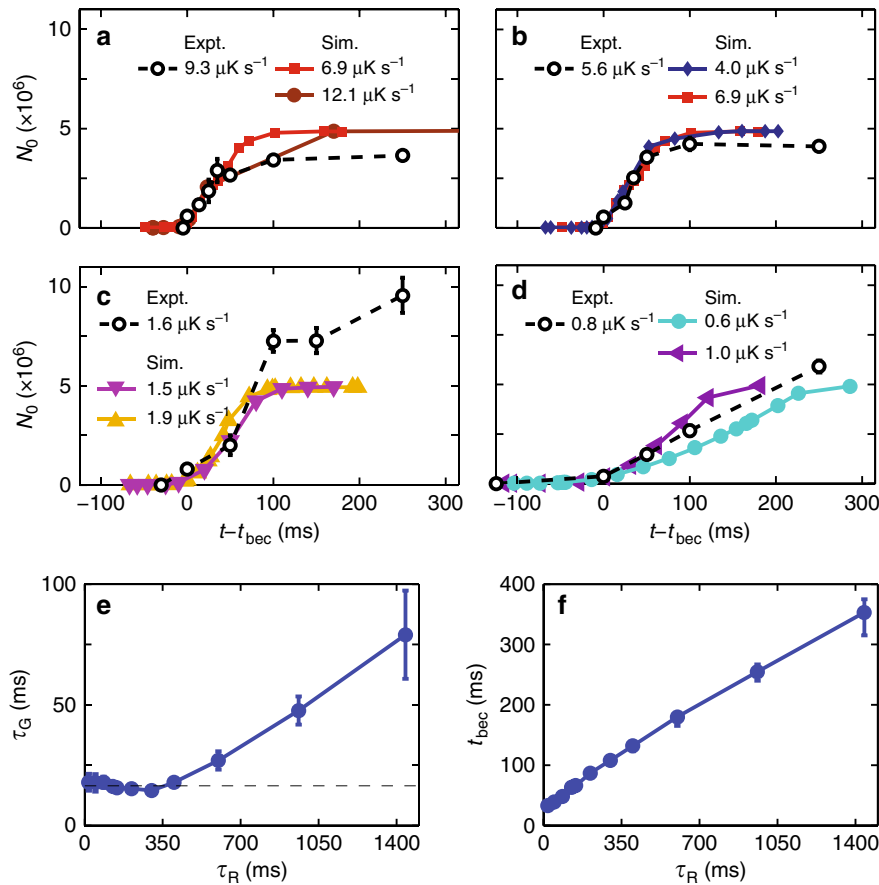 a
Expt.
9.3 μK s⁻¹
Sim.
6.9 μK s⁻¹
12.1 μK s⁻¹
N₀ (×10⁶)
10
5
0
b
Expt.
5.6 μK s⁻¹
Sim.
4.0 μK s⁻¹
6.9 μK s⁻¹
c
Expt.
1.6 μK s⁻¹
Sim.
1.5 μK s⁻¹
1.9 μK s⁻¹
N₀ (×10⁶)
10
5
0
−100 0 100 200 300
t−t_bec (ms)
d
Expt.
0.8 μK s⁻¹
Sim.
0.6 μK s⁻¹
1.0 μK s⁻¹
−100 0 100 200 300
t−t_bec (ms)
e
τ_G (ms)
100
50
0
0 350 700 1050 1400
τ_R (ms)
f
t_bec (ms)
400
300
200
100
0
0 350 700 1050 1400
τ_R (ms)